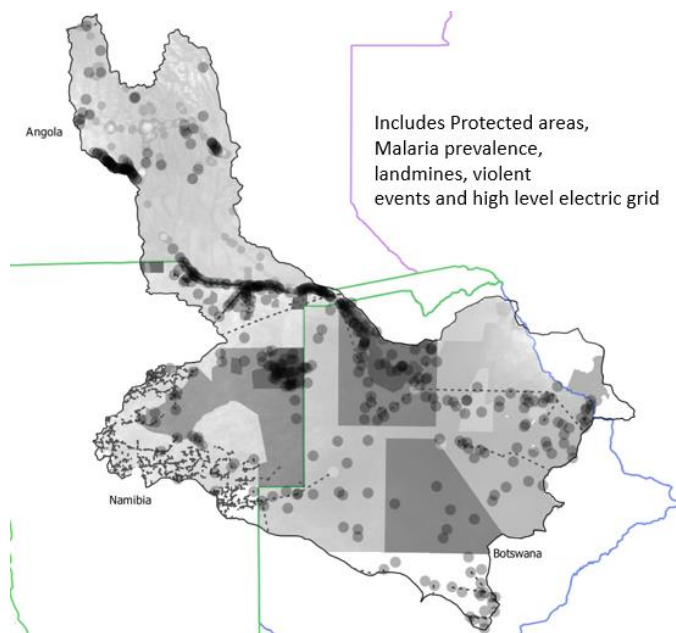 Angola
Includes Protected areas,
Malaria prevalence,
landmines, violent
events and high level electric grid
Namibia
Botswana